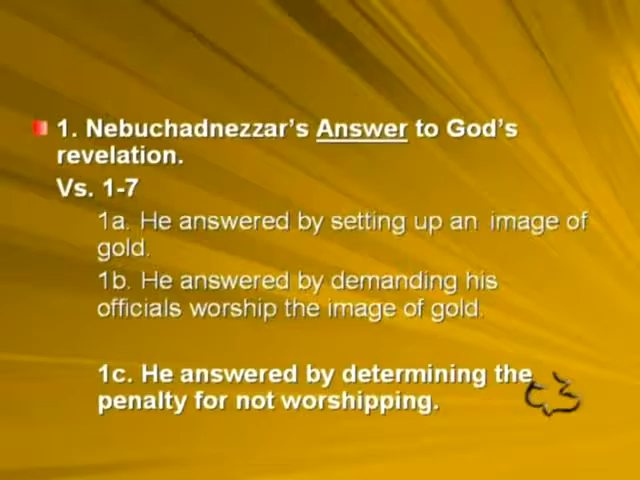 1. Nebuchadnezzar's Answer to God's
revelation.
Vs. 1-7
1a. He answered by setting up an image of
gold.
1b. He answered by demanding his
officials worship the image of gold.
1c. He answered by determining the
penalty for not worshipping.